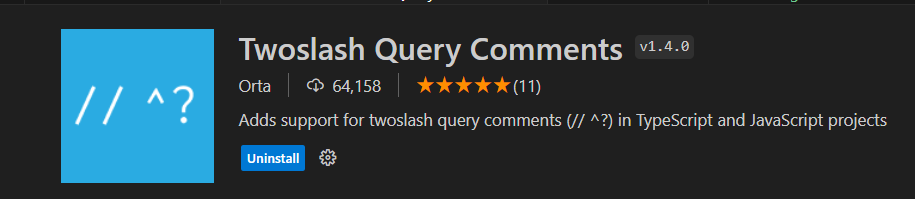 // ^?
Twoslash Query Comments v1.4.0
Orta 64,158 ★★★★★(11)
Adds support for twoslash query comments (// ^?) in TypeScript and JavaScript projects
Uninstall